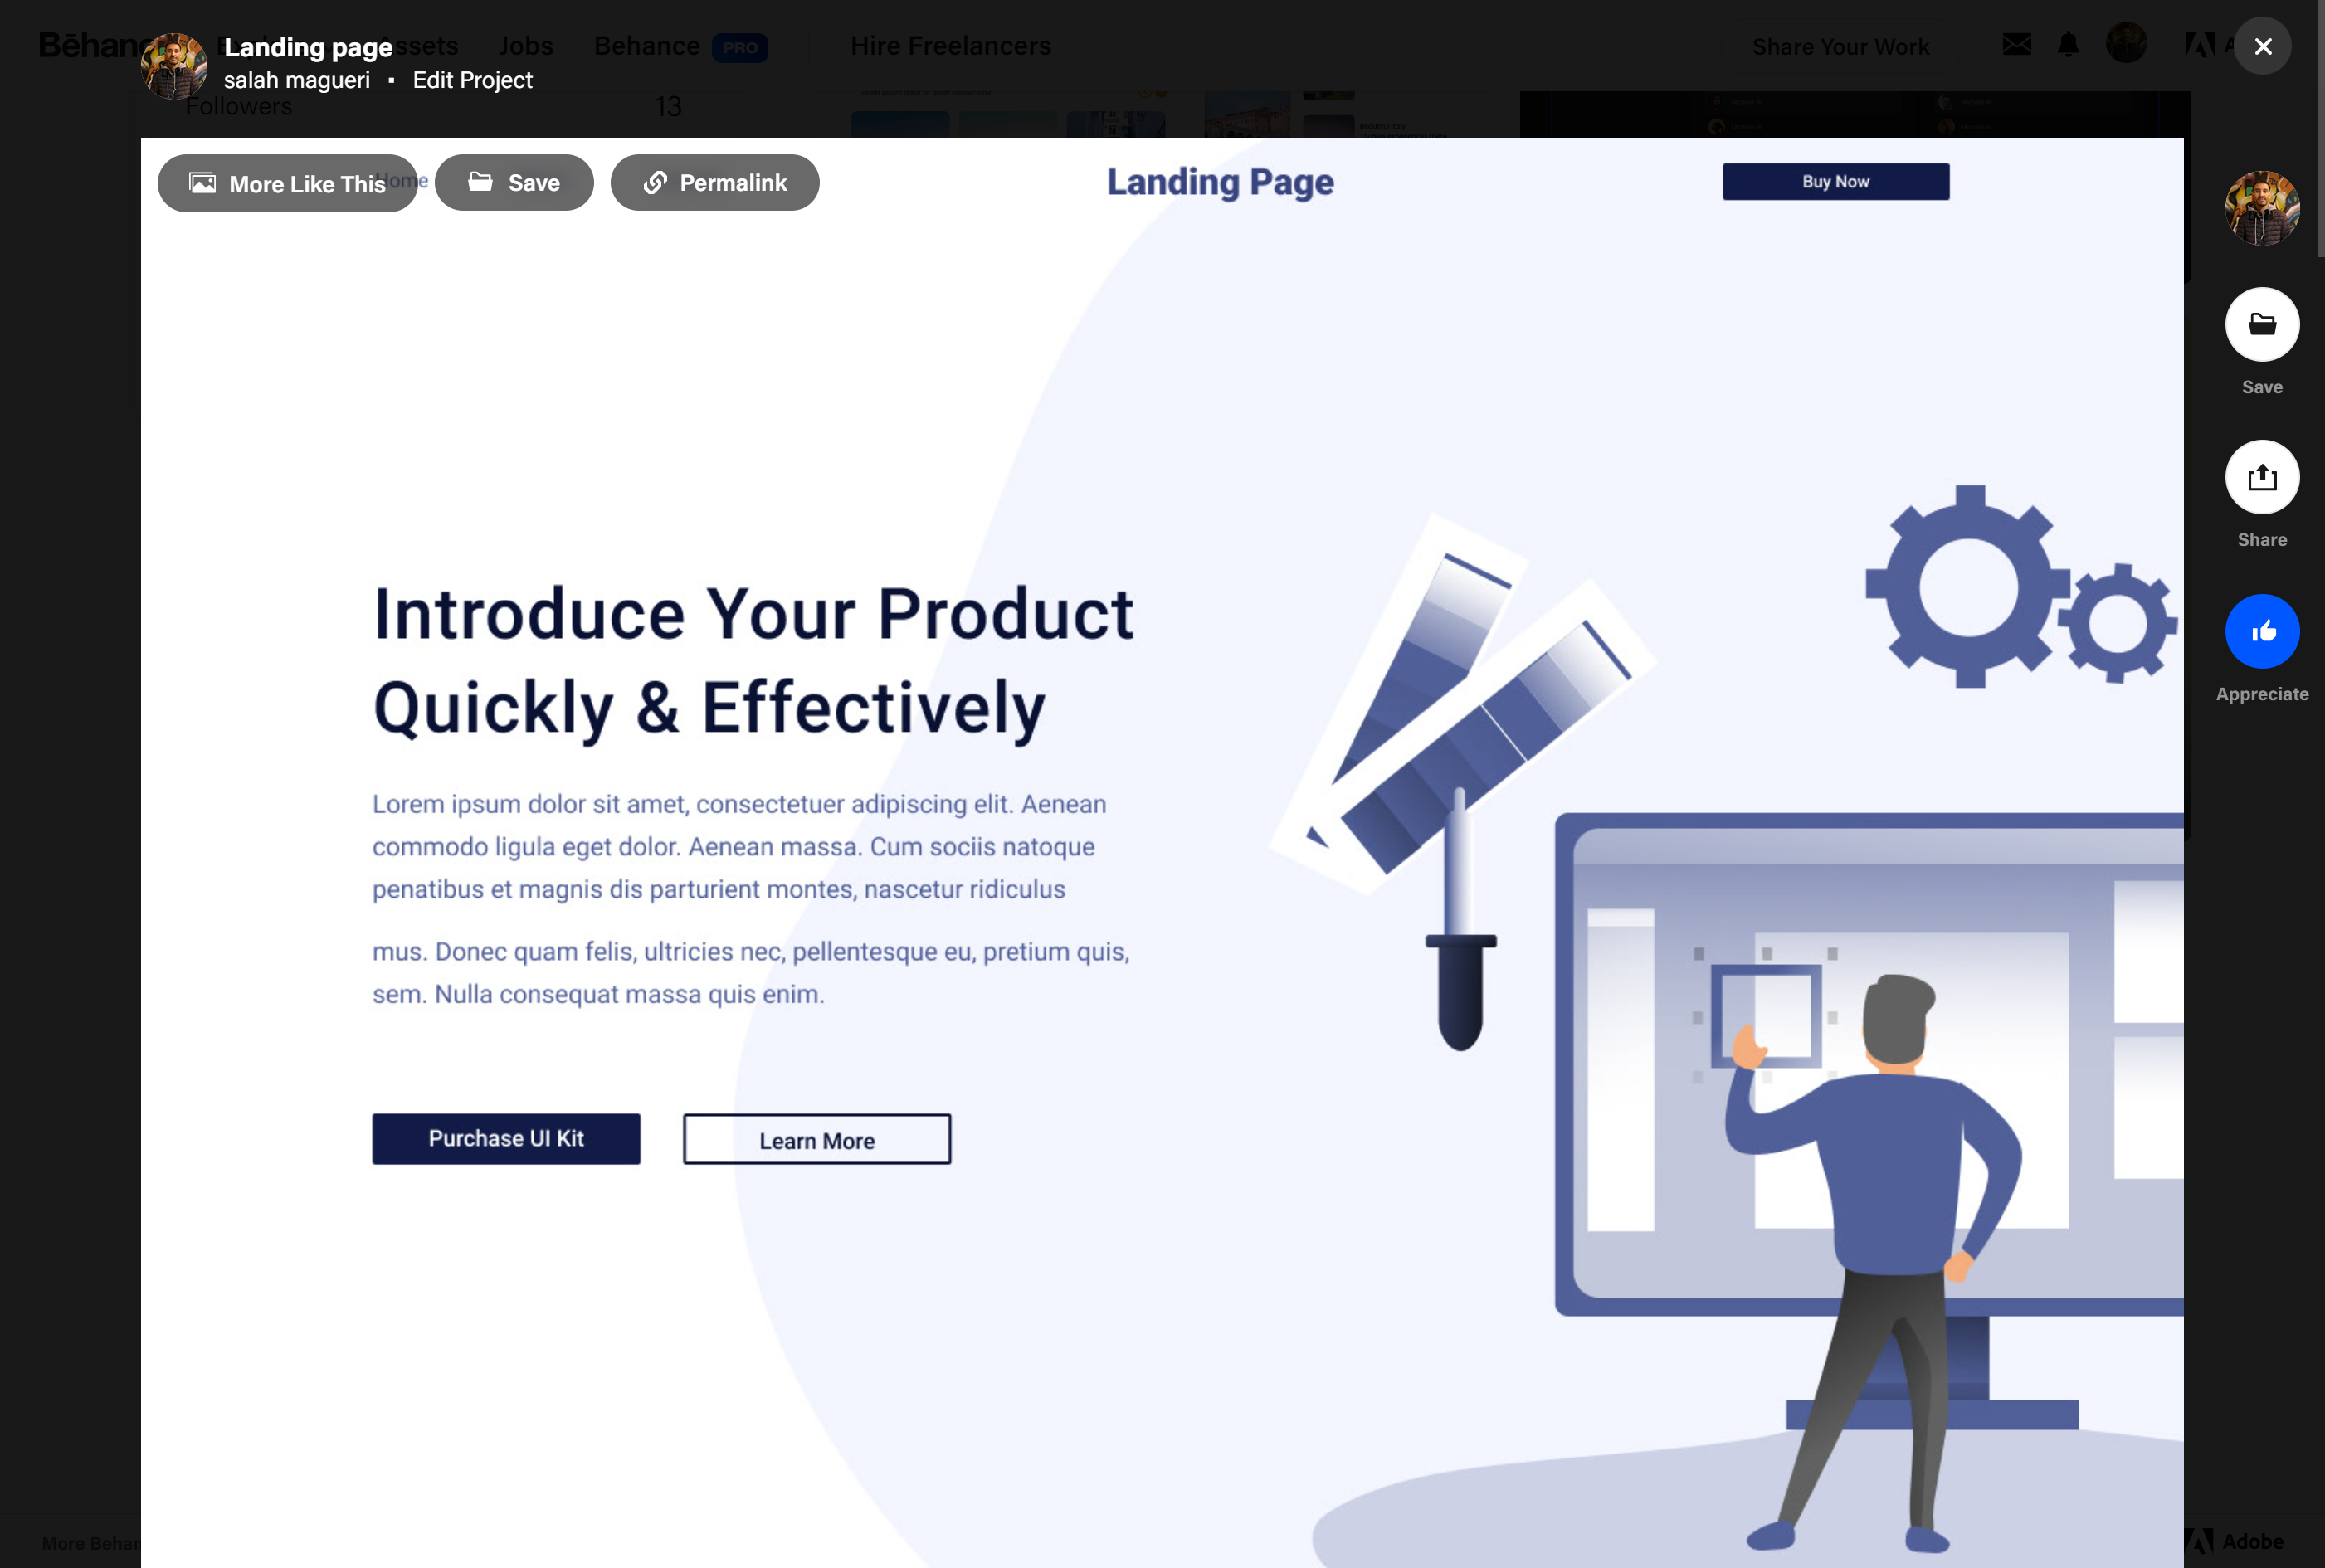 Behance
Assets
Jobs
Behance
PRO
Hire Freelancers
Share Your Work
Landing page
salah magueri • Edit Project
Followers
13
More Like This
Home
Save
Permalink
Landing Page
Buy Now
Save
Share
Appreciate
Introduce Your Product
Quickly & Effectively
Lorem ipsum dolor sit amet, consectetuer adipiscing elit. Aenean
commodo ligula eget dolor. Aenean massa. Cum sociis natoque
penatibus et magnis dis parturient montes, nascetur ridiculus
mus. Donec quam felis, ultricies nec, pellentesque eu, pretium quis,
sem. Nulla consequat massa quis enim.
Purchase UI Kit
Learn More
More Behan
Adobe